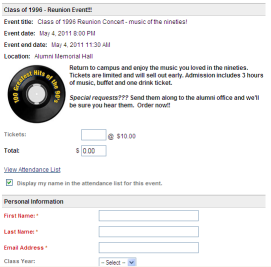 Class of 1996 - Reunion Event!!!
Event title: Class of 1996 Reunion Concert - music of the nineties!
Event date: May 4, 2011 8:00 PM
Event end date: May 4, 2011 11:30 AM
Location: Alumni Memorial Hall
100 Greatest Hits of the 90's
Return to campus and enjoy the music you loved in the nineties.
Tickets are limited and will sell out early. Admission includes 3 hours
of music, buffet and one drink ticket.
Special requests??? Send them along to the alumni office and we'll
be sure you hear them. Order now!!
Tickets: @ $10.00
Total: $ 0.00
View Attendance List
Display my name in the attendance list for this event.
Personal Information
First Name: *
Last Name: *
Email Address *
Class Year: - Select -